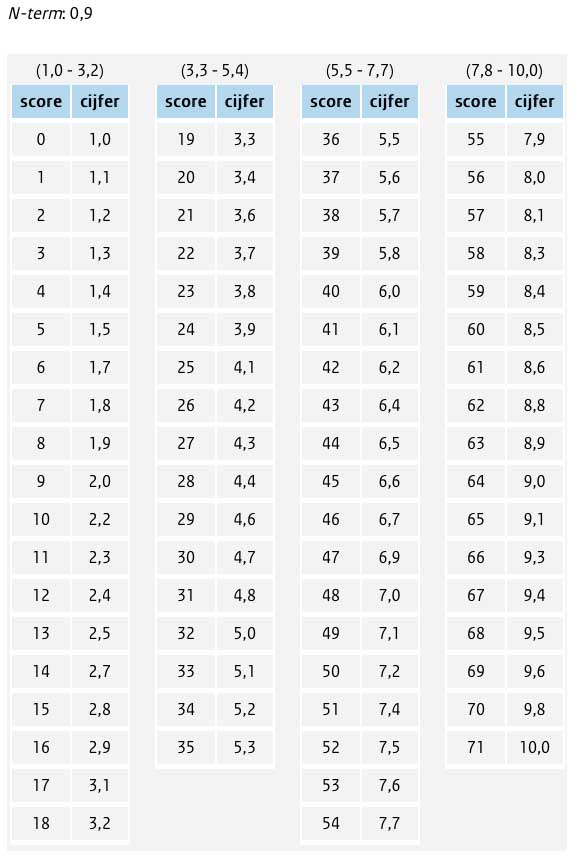 N-term: 0,9
(1,0 - 3,2) (3,3 - 5,4) (5,5 - 7,7) (7,8 - 10,0)
score cijfer score cijfer score cijfer score cijfer
0 1,0 19 3,3 36 5,5 55 7,9
1 1,1 20 3,4 37 5,6 56 8,0
2 1,2 21 3,6 38 5,7 57 8,1
3 1,3 22 3,7 39 5,8 58 8,3
4 1,4 23 3,8 40 6,0 59 8,4
5 1,5 24 3,9 41 6,1 60 8,5
6 1,7 25 4,1 42 6,2 61 8,6
7 1,8 26 4,2 43 6,4 62 8,8
8 1,9 27 4,3 44 6,5 63 8,9
9 2,0 28 4,4 45 6,6 64 9,0
10 2,2 29 4,6 46 6,7 65 9,1
11 2,3 30 4,7 47 6,9 66 9,3
12 2,4 31 4,8 48 7,0 67 9,4
13 2,5 32 5,0 49 7,1 68 9,5
14 2,7 33 5,1 50 7,2 69 9,6
15 2,8 34 5,2 51 7,4 70 9,8
16 2,9 35 5,3 52 7,5 71 10,0
17 3,1 53 7,6
18 3,2 54 7,7